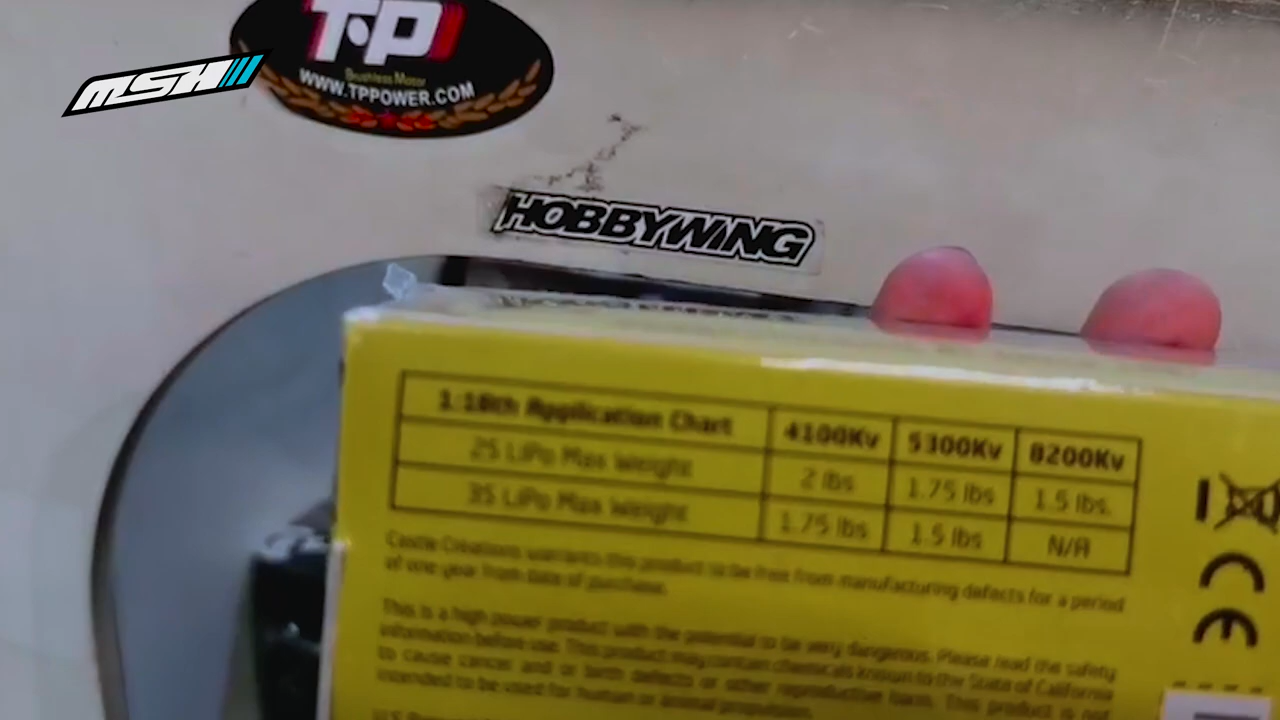 TP
Brushless Motor
WWW.TPPOWER.COM
MSH
HOBBYWING
1:18th Application Chart 4100Kv 5300Kv 8200Kv
2S LiPo Max Weight 2 lbs 1.75 lbs 1.5 lbs.
3S LiPo Max Weight 1.75 lbs 1.5 lbs N/A
Castle Creations warrants this product to be free from manufacturing defects for a period
of one year from date of purchase.
This is a high power product with the potential to be very dangerous. Please read the safety
information before use. This product may contain chemicals known to the State of California
to cause cancer and or birth defects or other reproductive harm. This product is not
intended to be used for human or animal propulsion.
CE